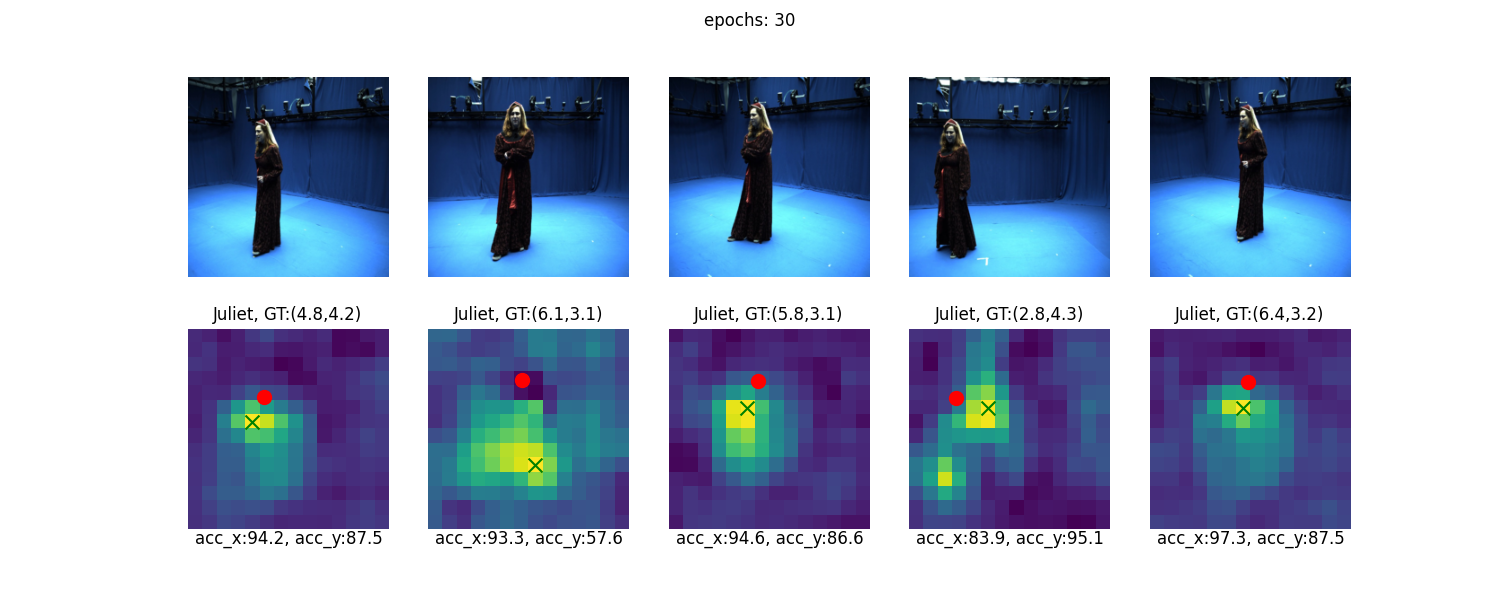 epochs: 30
Juliet, GT:(4.8,4.2)
Juliet, GT:(6.1,3.1)
Juliet, GT:(5.8,3.1)
Juliet, GT:(2.8,4.3)
Juliet, GT:(6.4,3.2)
acc_x:94.2, acc_y:87.5
acc_x:93.3, acc_y:57.6
acc_x:94.6, acc_y:86.6
acc_x:83.9, acc_y:95.1
acc_x:97.3, acc_y:87.5